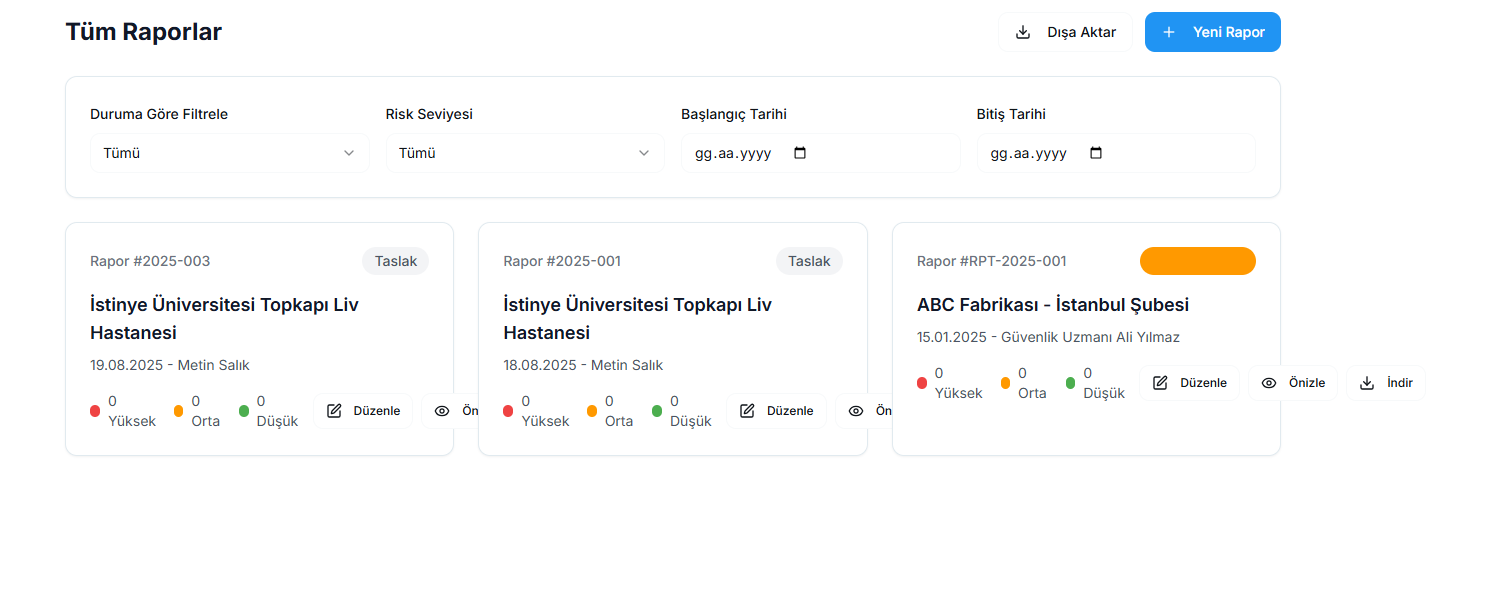 Tüm Raporlar
Dışa Aktar
Yeni Rapor
Duruma Göre Filtrele
Risk Seviyesi
Başlangıç Tarihi
Bitiş Tarihi
Tümü
Tümü
gg.aa.yyyy
gg.aa.yyyy
Rapor #2025-003
Taslak
İstinye Üniversitesi Topkapı Liv
Hastanesi
19.08.2025 - Metin Salık
0
Yüksek
0
Orta
0
Düşük
Düzenle
Ön
Rapor #2025-001
Taslak
İstinye Üniversitesi Topkapı Liv
Hastanesi
18.08.2025 - Metin Salık
0
Yüksek
0
Orta
0
Düşük
Düzenle
Ön
Rapor #RPT-2025-001
ABC Fabrikası - İstanbul Şubesi
15.01.2025 - Güvenlik Uzmanı Ali Yılmaz
0
Yüksek
0
Orta
0
Düşük
Düzenle
Önizle
İndir